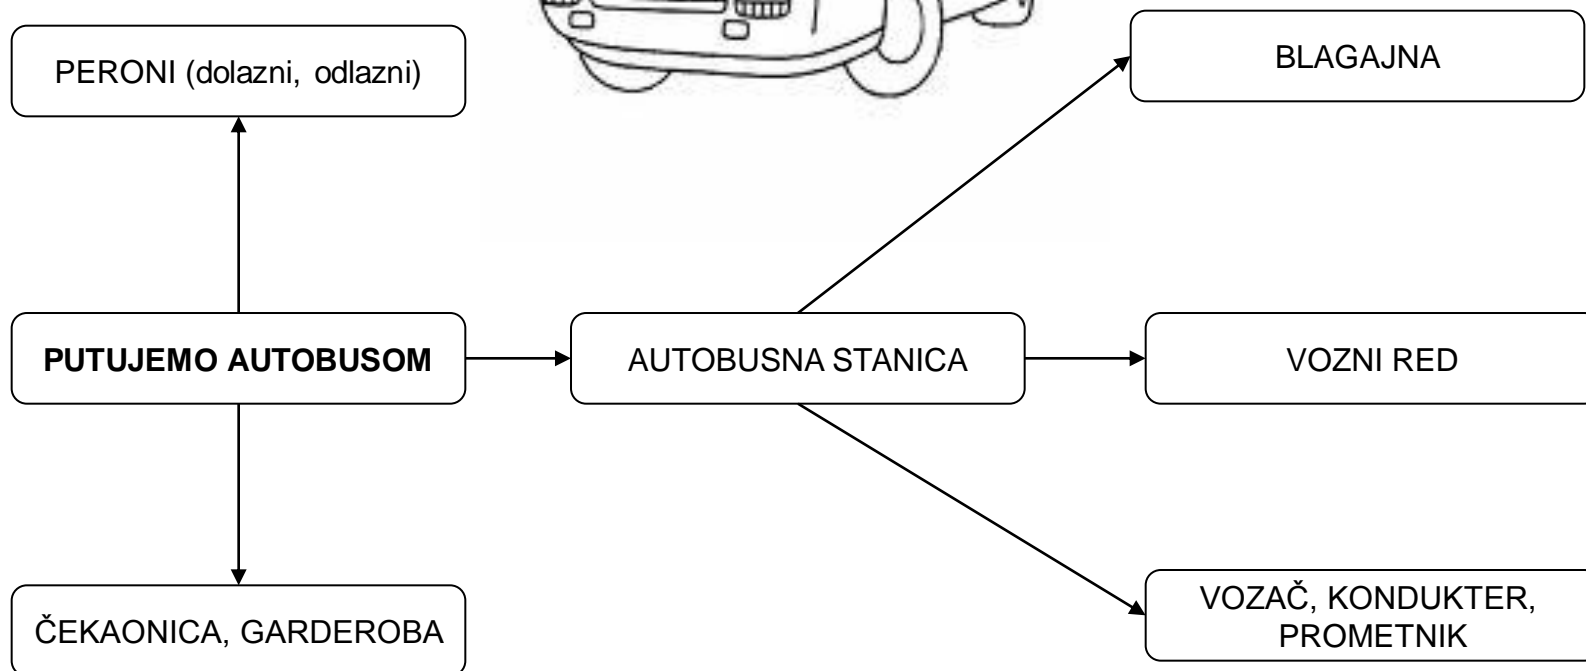 PERONI (dolazni, odlazni)
BLAGAJNA
PUTUJEMO AUTOBUSOM
AUTOBUSNA STANICA
VOZNI RED
ČEKAONICA, GARDEROBA
VOZAČ, KONDUKTER,
PROMETNIK